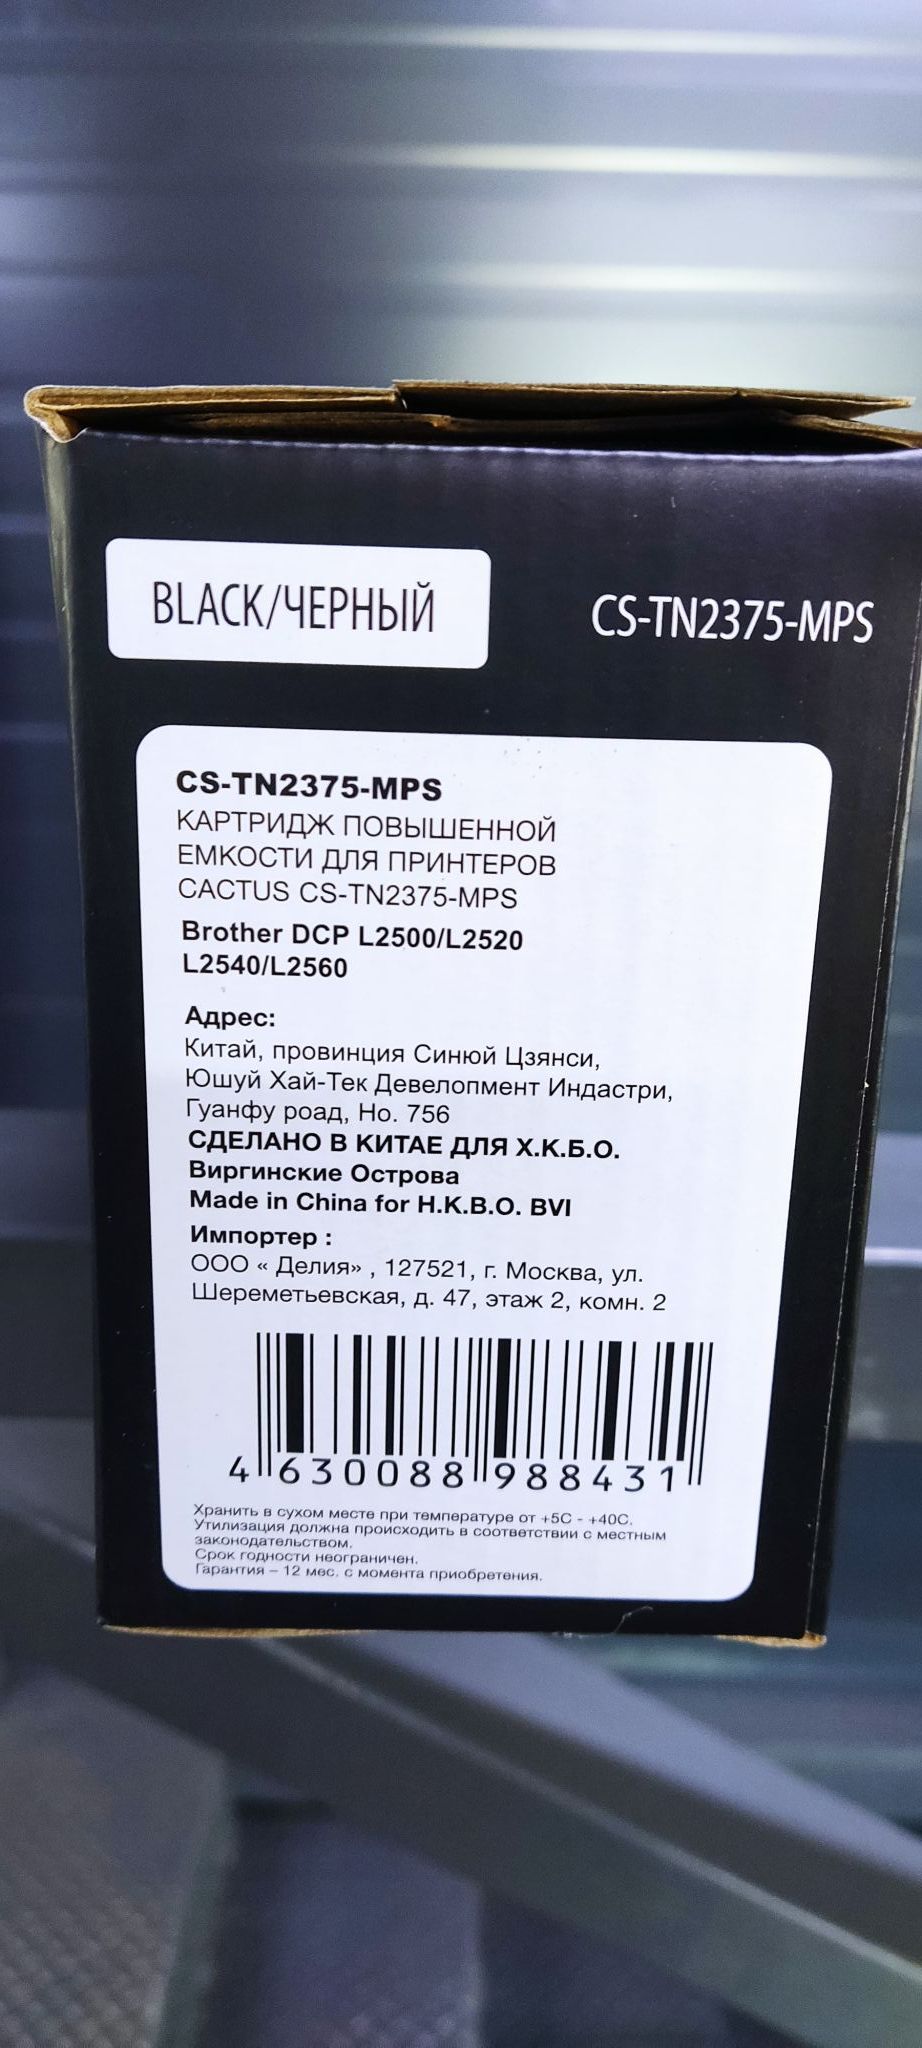 BLACK/ЧЕРНЫЙ
CS-TN2375-MPS
CS-TN2375-MPS
КАРТРИДЖ ПОВЫШЕННОЙ
ЕМКОСТИ ДЛЯ ПРИНТЕРОВ
CACTUS CS-TN2375-MPS
Brother DCP L2500/L2520
L2540/L2560
Адрес:
Китай, провинция Синюй Цзянси,
Юшуй Хай-Тек Девелопмент Индастри,
Гуанфу роад, Но. 756
СДЕЛАНО В КИТАЕ ДЛЯ Х.К.Б.О.
Виргинские Острова
Made in China for H.K.B.O. BVI
Импортер :
ООО « Делия» , 127521, г. Москва, ул.
Шереметьевская, д. 47, этаж 2, комн. 2
4 630088 988431
Хранить в сухом месте при температуре от +5С - +40С.
Утилизация должна происходить в соответствии с местным
законодательством.
Срок годности неограничен.
Гарантия – 12 мес. с момента приобретения.